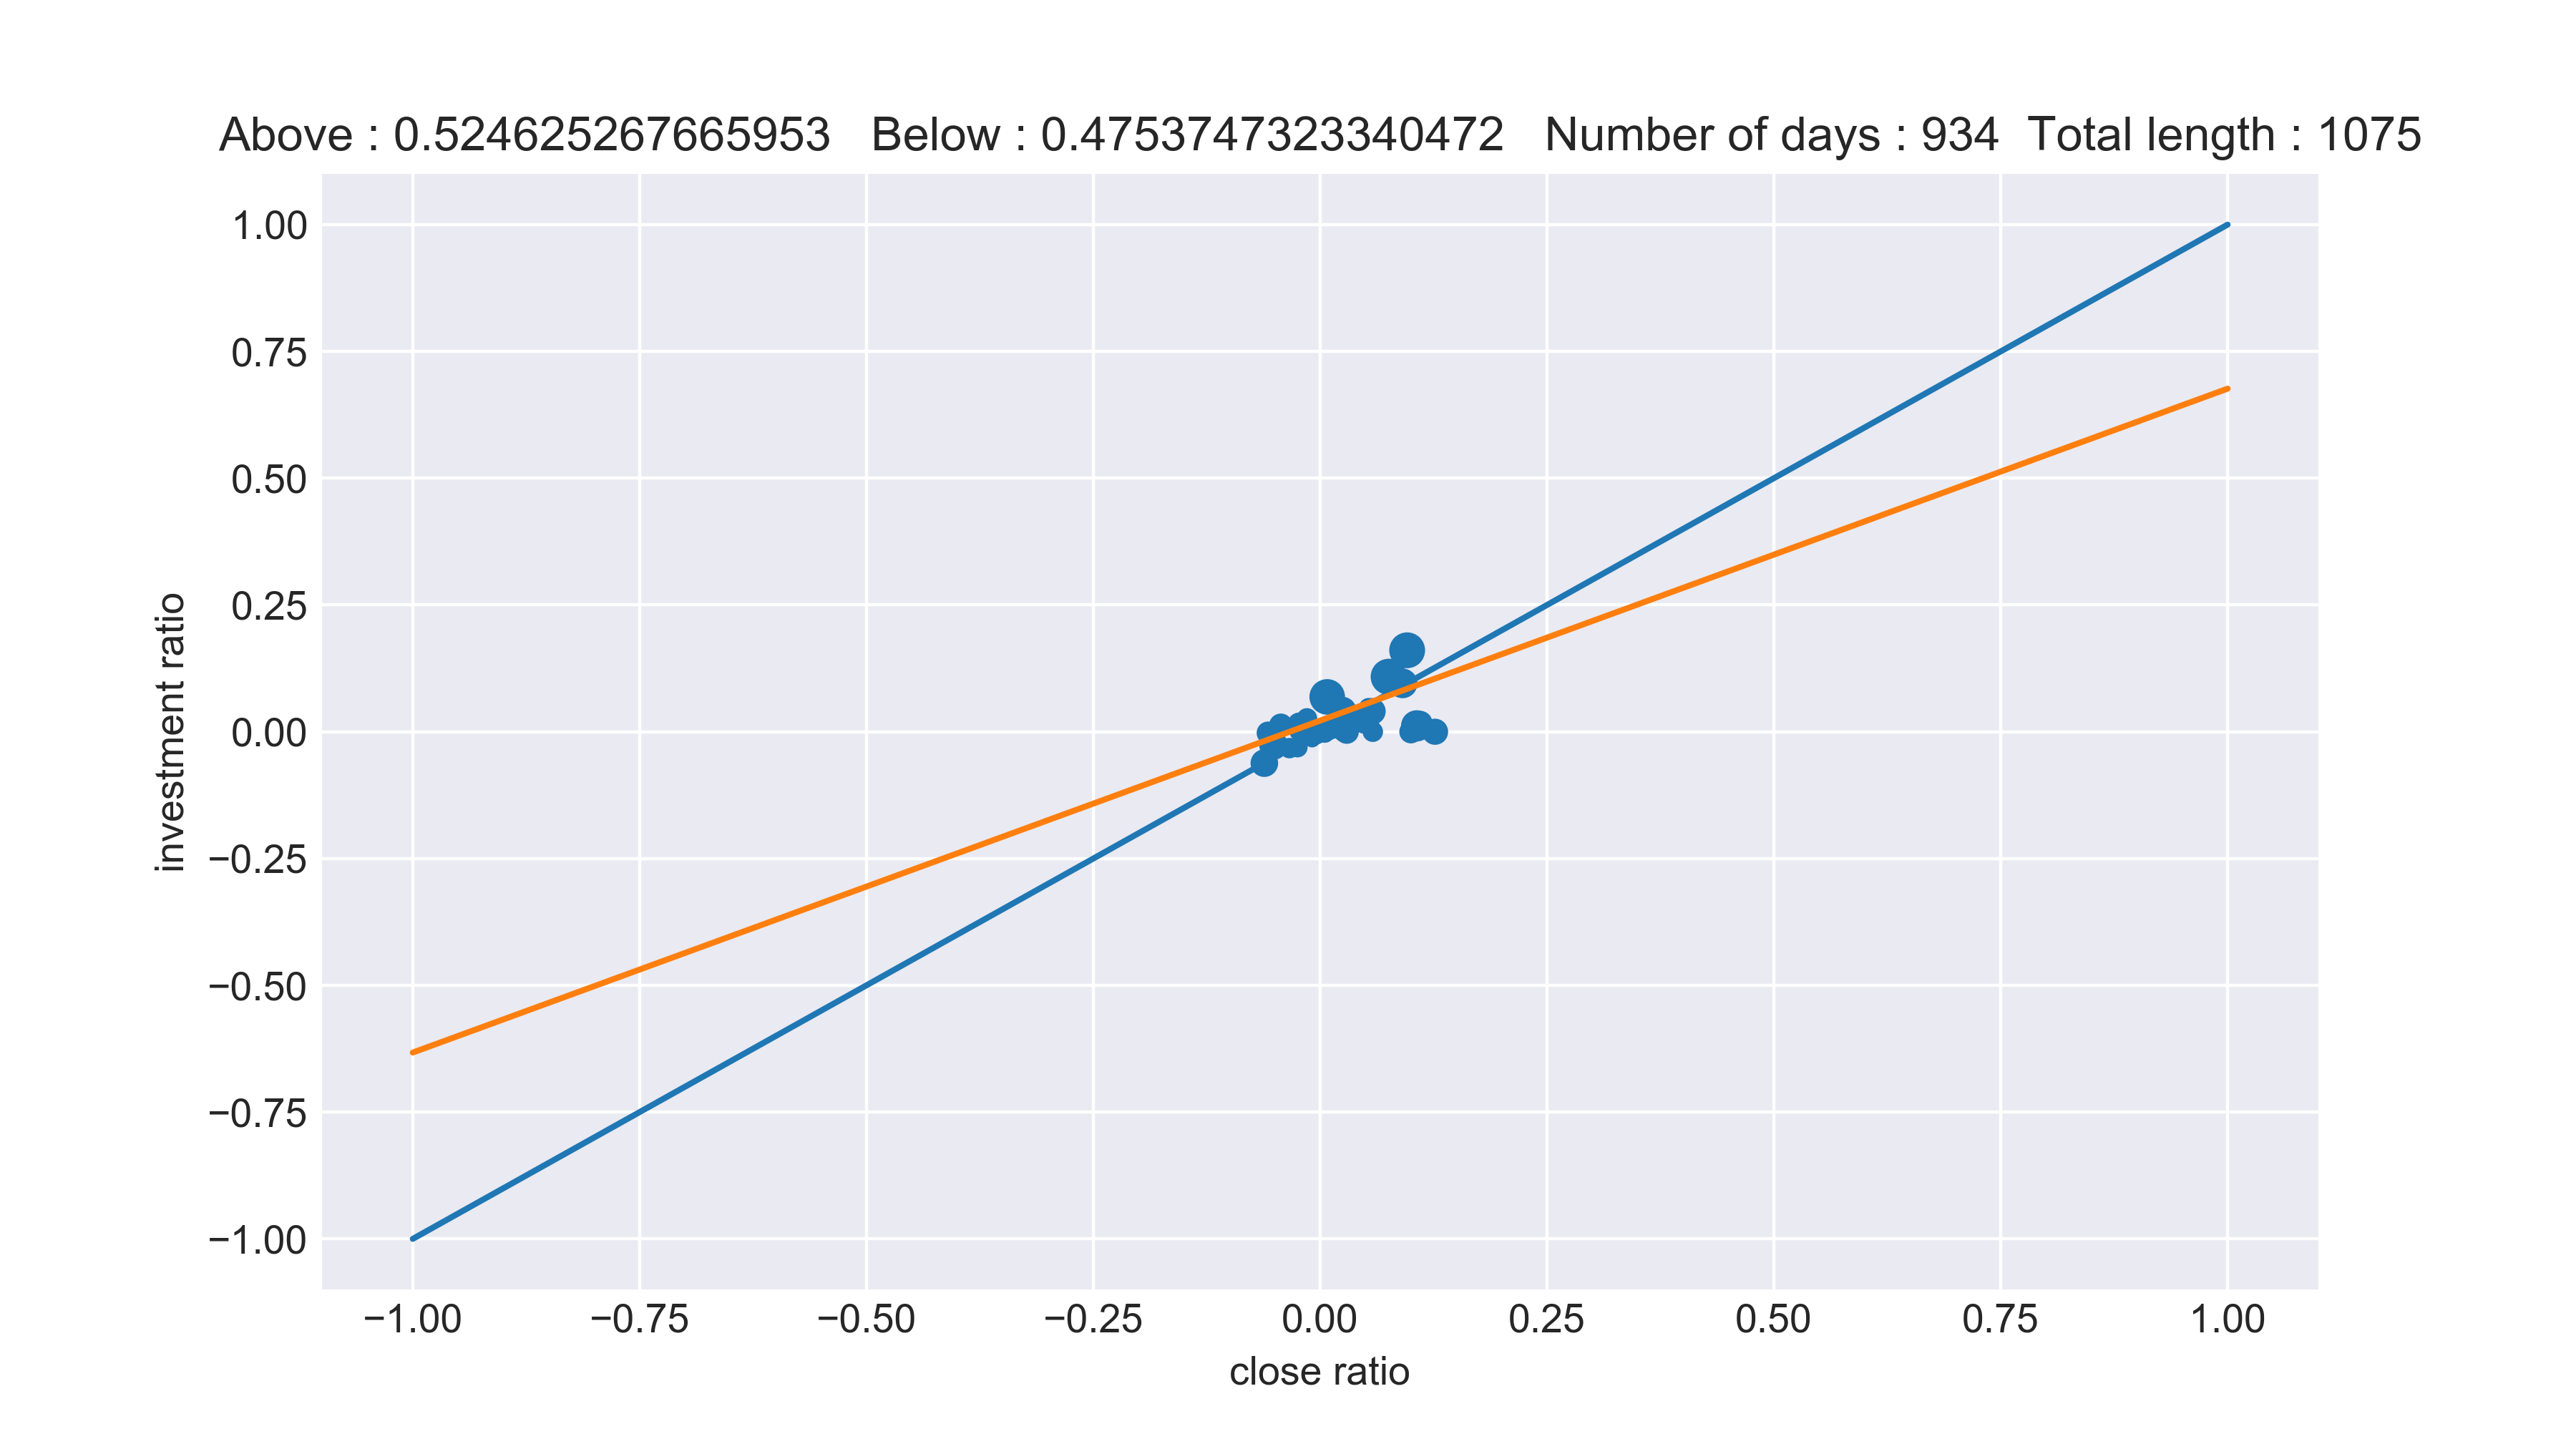 Above : 0.524625267665953   Below : 0.4753747323340472   Number of days : 934  Total length : 1075
1.00
0.75
0.50
0.25
0.00
−0.25
−0.50
−0.75
−1.00
investment ratio
−1.00 −0.75 −0.50 −0.25 0.00 0.25 0.50 0.75 1.00
close ratio